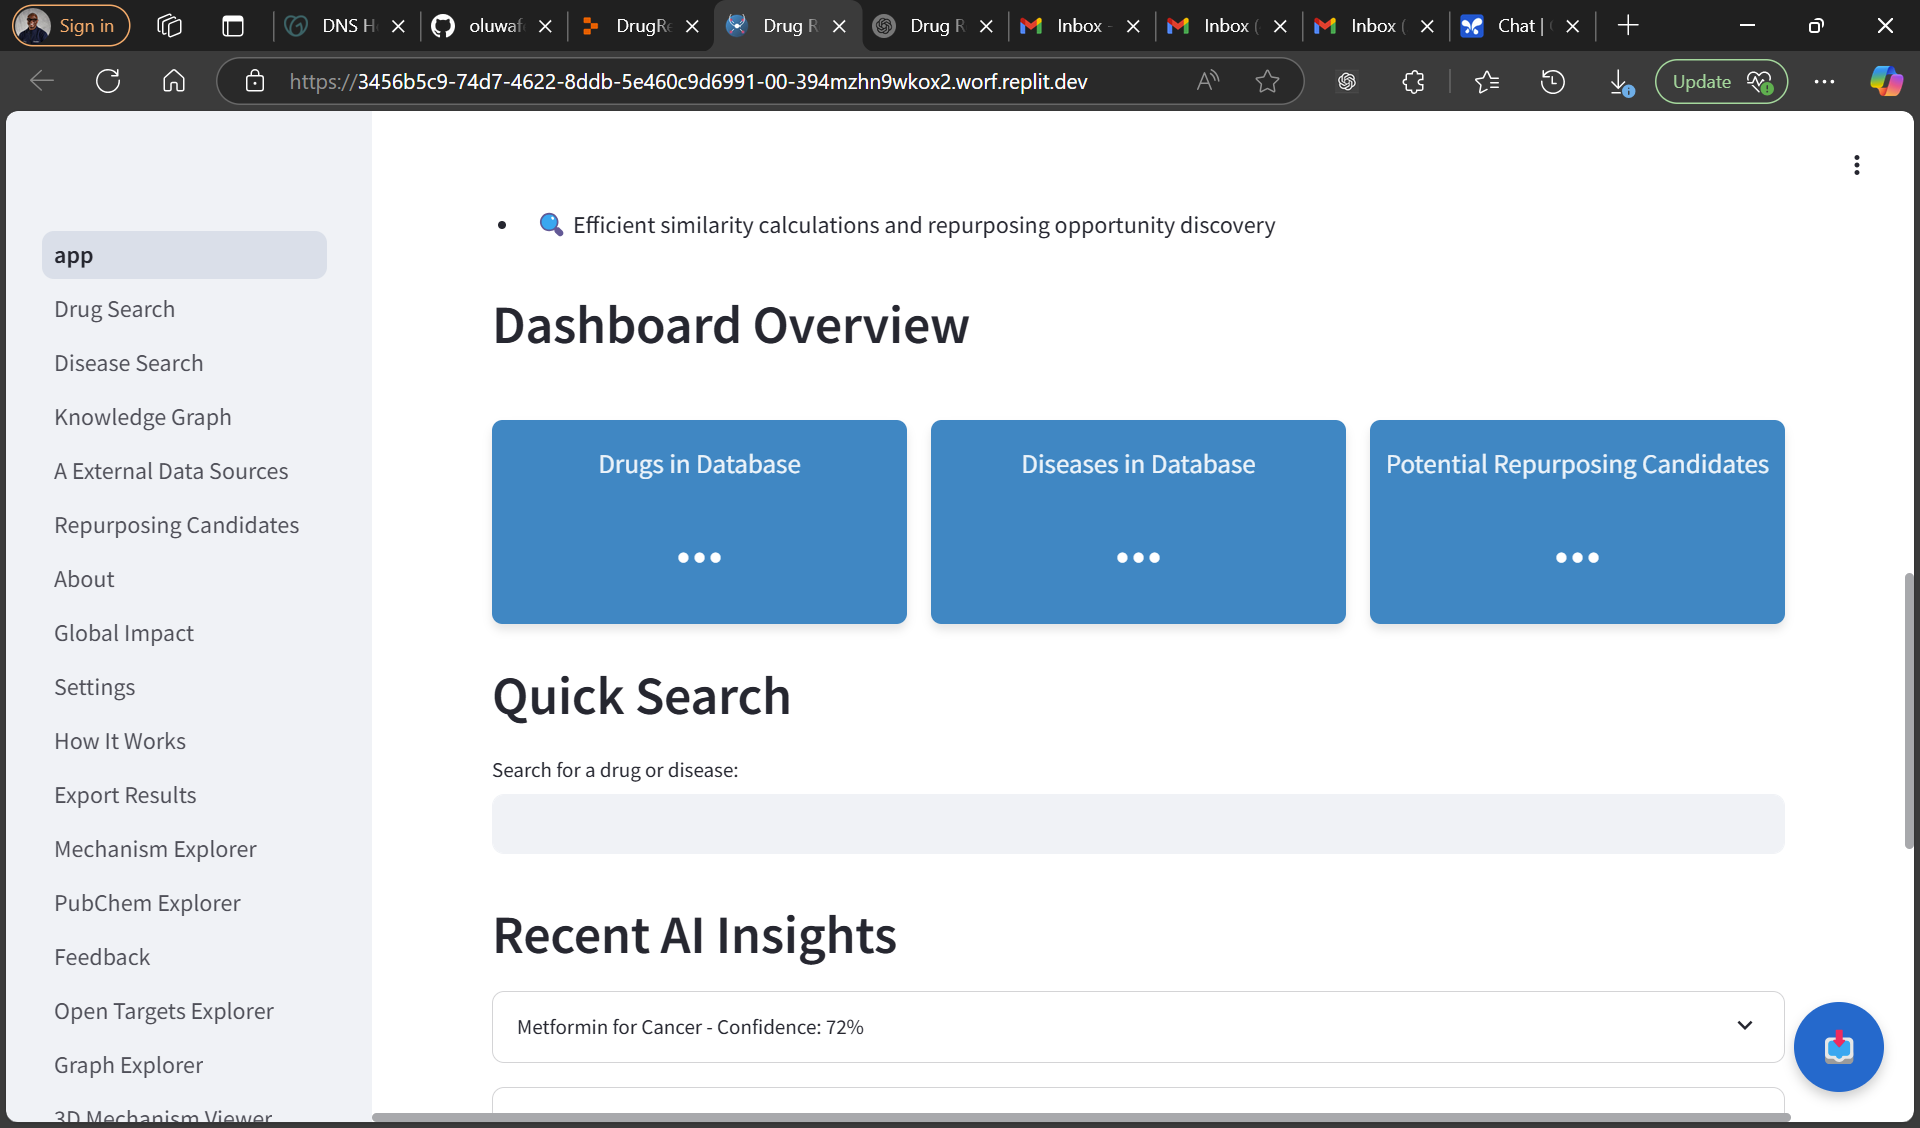 Sign in
DNS H
oluwaf
DrugRe
Drug R
Drug R
Inbox -
Inbox (
Inbox (
Chat |
https://3456b5c9-74d7-4622-8ddb-5e460c9d6991-00-394mzhn9wkox2.worf.replit.dev
Update
app
Drug Search
Disease Search
Knowledge Graph
A External Data Sources
Repurposing Candidates
About
Global Impact
Settings
How It Works
Export Results
Mechanism Explorer
PubChem Explorer
Feedback
Open Targets Explorer
Graph Explorer
3D Mechanism Viewer
• 🔍 Efficient similarity calculations and repurposing opportunity discovery
Dashboard Overview
Drugs in Database
...
Diseases in Database
...
Potential Repurposing Candidates
...
Quick Search
Search for a drug or disease:
Recent AI Insights
Metformin for Cancer - Confidence: 72%